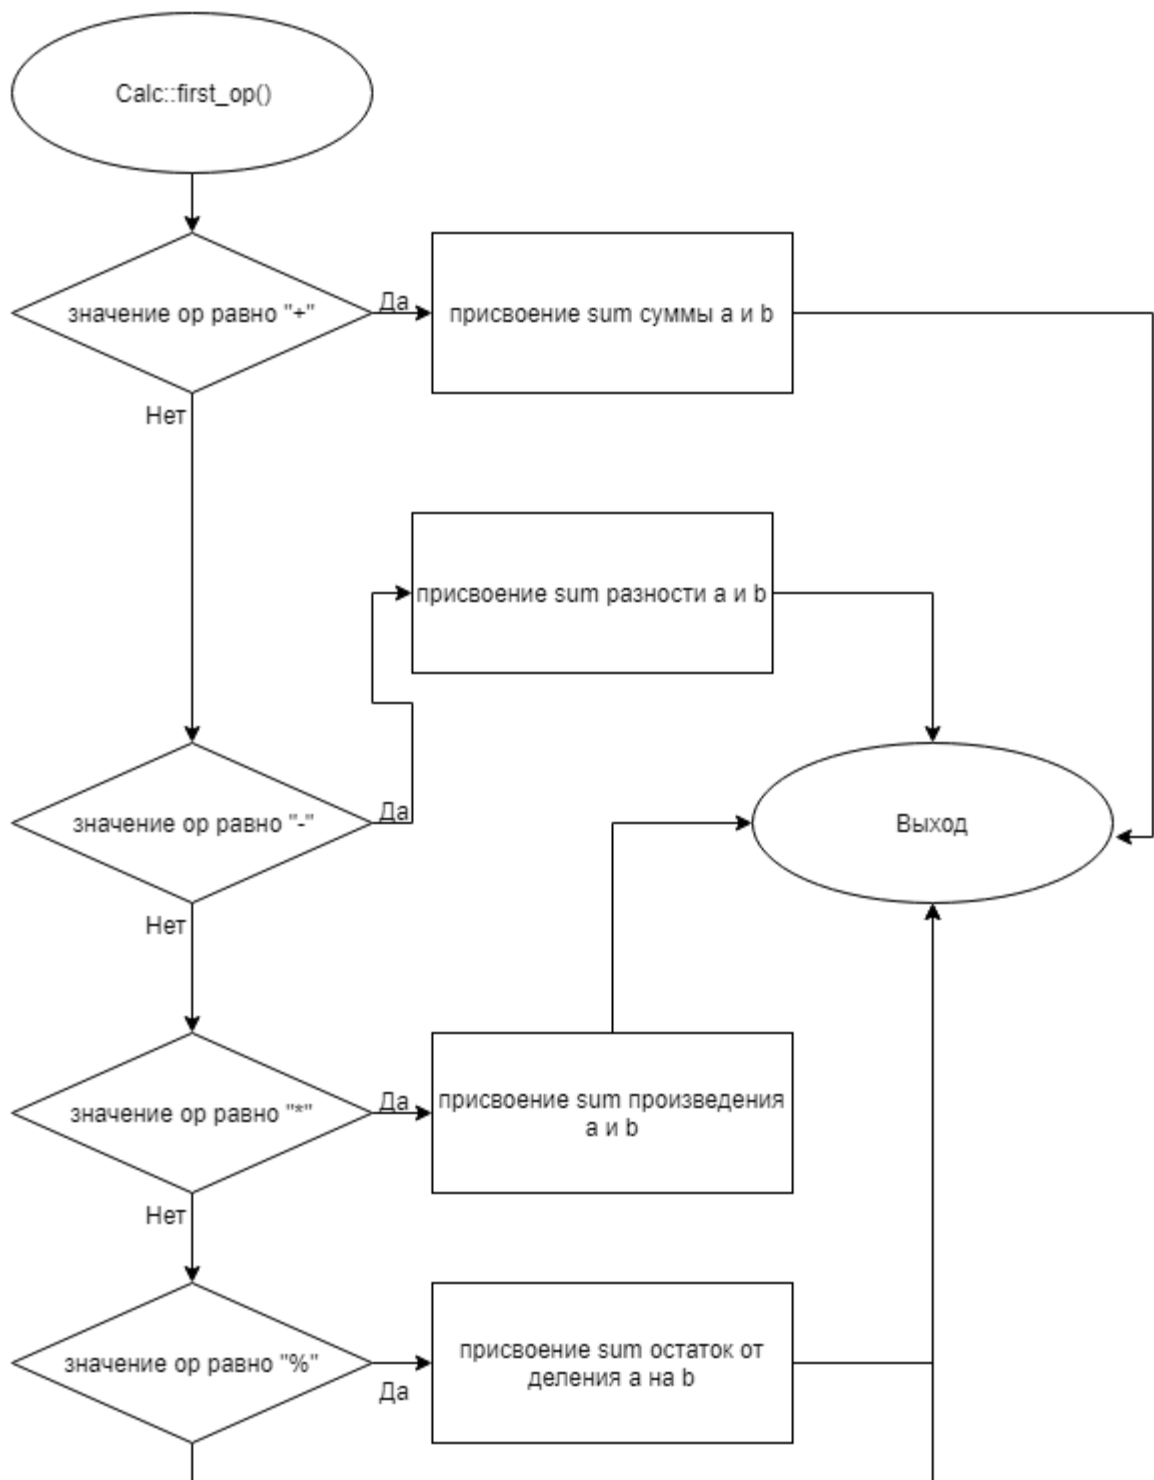 Calc::first_op()
значение op равно "+"
Да
присвоение sum суммы a и b
Нет
присвоение sum разности a и b
значение op равно "-"
Да
Выход
Нет
значение op равно "*"
Да
присвоение sum произведения
a и b
Нет
значение op равно "%"
Да
присвоение sum остаток от
деления a на b